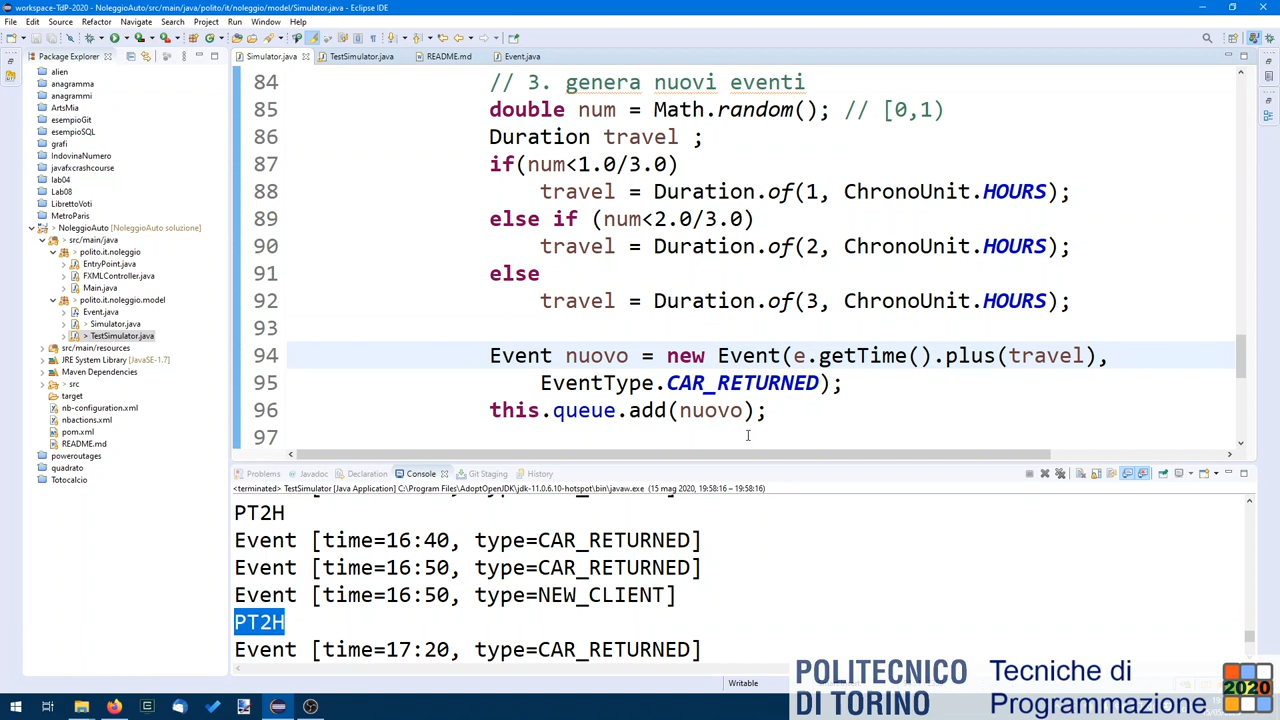 workspace-TdP-2020 - NoleggioAuto/src/main/java/polito/it/noleggio/model/Simulator.java - Eclipse IDE
File Edit Source Refactor Navigate Search Project Run Window Help
Package Explorer
Simulator.java TestSimulator.java README.md Event.java
alien
anagramma
anagrammi
ArtsMia
esempioGit
esempioSQL
grafi
IndovinaNumero
javafxcrashcourse
lab04
Lab08
LibrettoVoti
MetroParis
> NoleggioAuto [NoleggioAuto soluzione]
> src/main/java
> polito.it.noleggio
EntryPoint.java
FXMLController.java
Main.java
> polito.it.noleggio.model
Event.java
> Simulator.java
> TestSimulator.java
src/main/resources
JRE System Library [JavaSE-1.7]
Maven Dependencies
src
target
nb-configuration.xml
nbactions.xml
pom.xml
README.md
poweroutages
quadrato
Totocalcio
84 // 3. genera nuovi eventi
85 double num = Math.random(); // [0,1)
86 Duration travel ;
87 if(num<1.0/3.0)
88 travel = Duration.of(1, ChronoUnit.HOURS);
89 else if (num<2.0/3.0)
90 travel = Duration.of(2, ChronoUnit.HOURS);
91 else
92 travel = Duration.of(3, ChronoUnit.HOURS);
93
94 Event nuovo = new Event(e.getTime().plus(travel),
95 EventType.CAR_RETURNED);
96 this.queue.add(nuovo);
97
Problems Javadoc Declaration Console Git Staging History
<terminated> TestSimulator [Java Application] C:\Program Files\AdoptOpenJDK\jdk-11.0.6.10-hotspot\bin\javaw.exe (15 mag 2020, 19:58:16 – 19:58:16)
PT2H
Event [time=16:40, type=CAR_RETURNED]
Event [time=16:50, type=CAR_RETURNED]
Event [time=16:50, type=NEW_CLIENT]
PT2H
Event [time=17:20, type=CAR_RETURNED]
Writable
POLITECNICO
DI TORINO
Tecniche di
Programmazione
2020